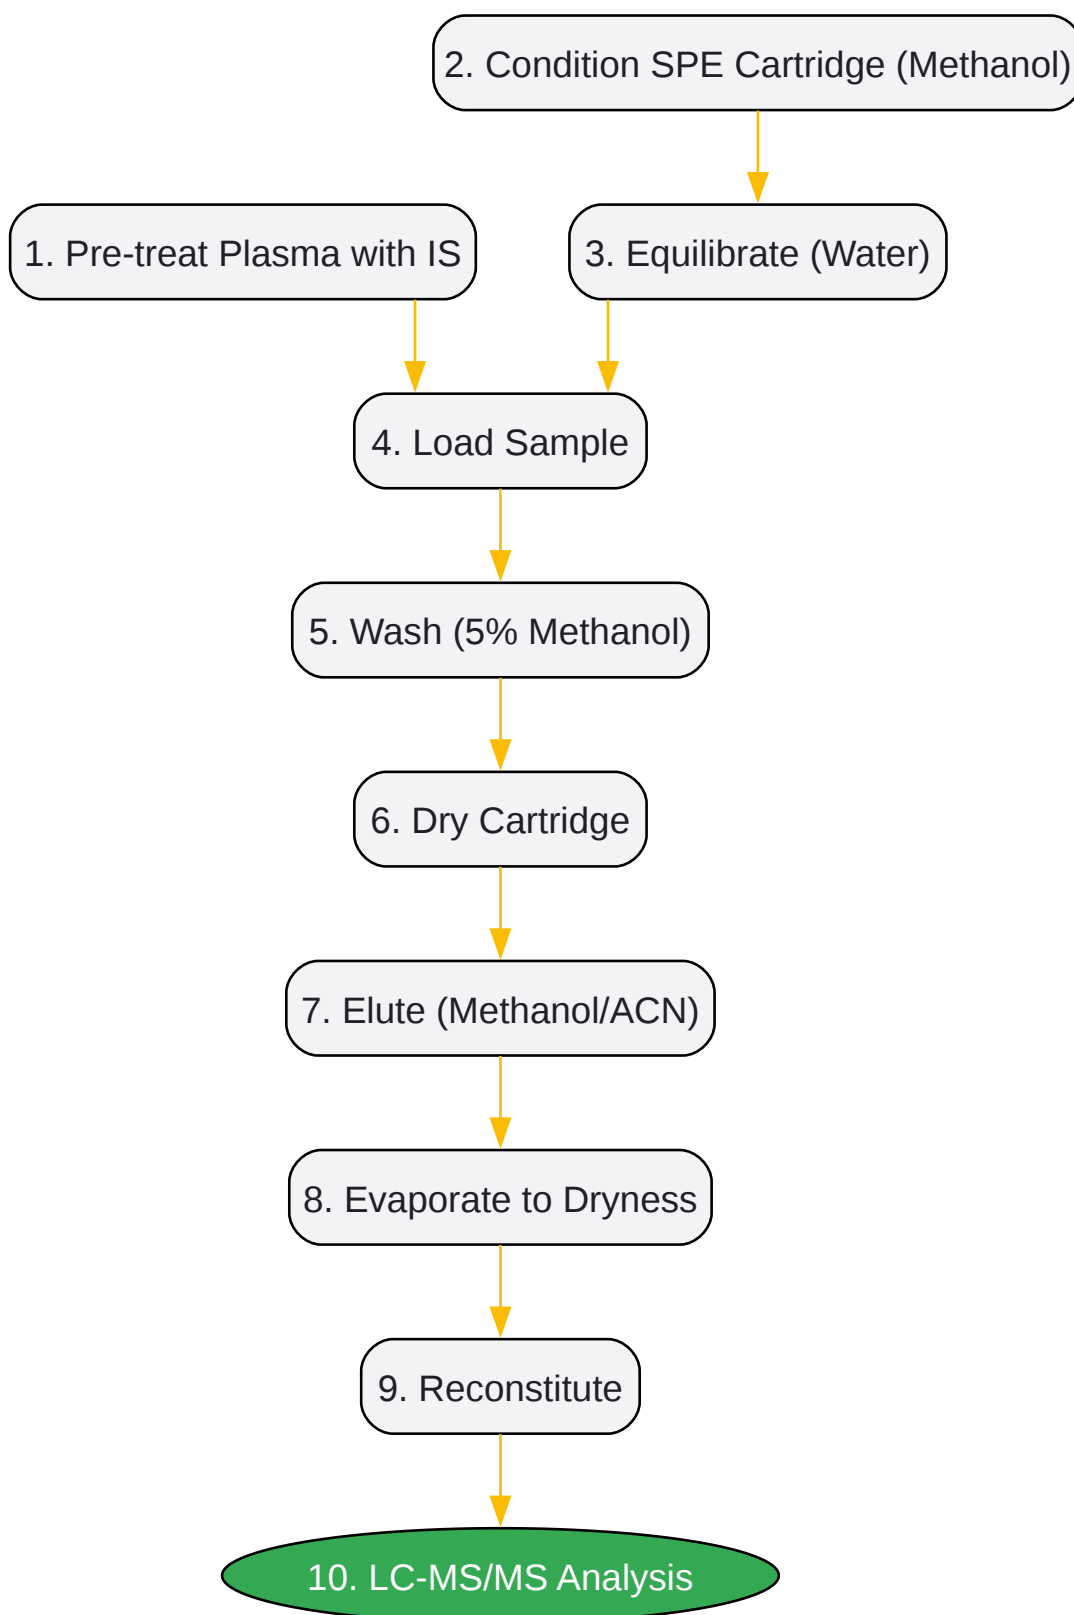 2. Condition SPE Cartridge (Methanol)
1. Pre-treat Plasma with IS
3. Equilibrate (Water)
4. Load Sample
5. Wash (5% Methanol)
6. Dry Cartridge
7. Elute (Methanol/ACN)
8. Evaporate to Dryness
9. Reconstitute
10. LC-MS/MS Analysis